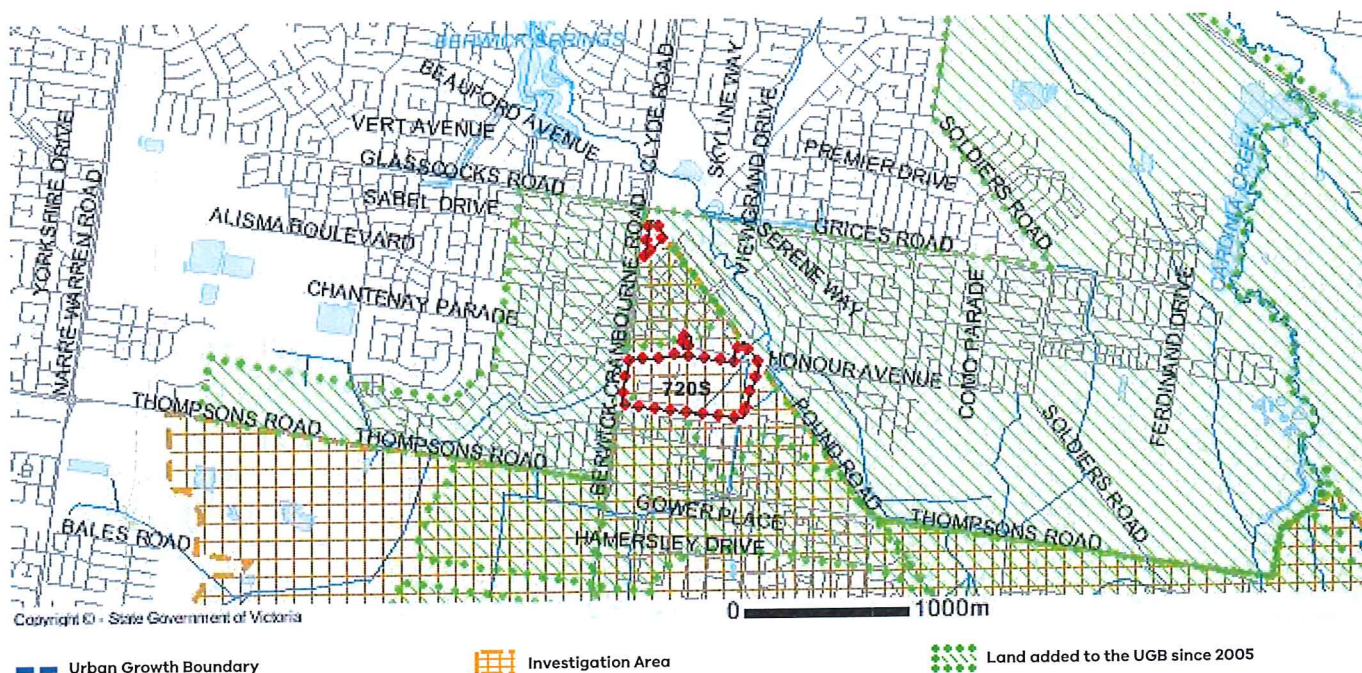 BERWICK SPRINGS
BEAUFORD AVENUE
VERT AVENUE
GLASSCOCKS ROAD
SABEL DRIVE
ALISMA BOULEVARD
CHANTENAY PARADE
YORKSHIRE DRIVE
NARRE-WARREN ROAD
CLYDE ROAD
SKYLINEWAY
VIEWGRAND DRIVE
PREMIER DRIVE
SOLDIERS ROAD
GRICES ROAD
SERENE WAY
COMO PARADE
FERDINAND DRIVE
CARDINIA CREEK
BERWICK-CRANBOURNE ROAD
720S
HONOUR AVENUE
POUND ROAD
SOLDIERS ROAD
THOMPSONS ROAD
THOMPSONS ROAD
THOMPSONS ROAD
BALES ROAD
GOWER PLACE
HAMERSLEY DRIVE
Copyright © - State Government of Victoria
0 1000m
Urban Growth Boundary
Investigation Area
Land added to the UGB since 2005